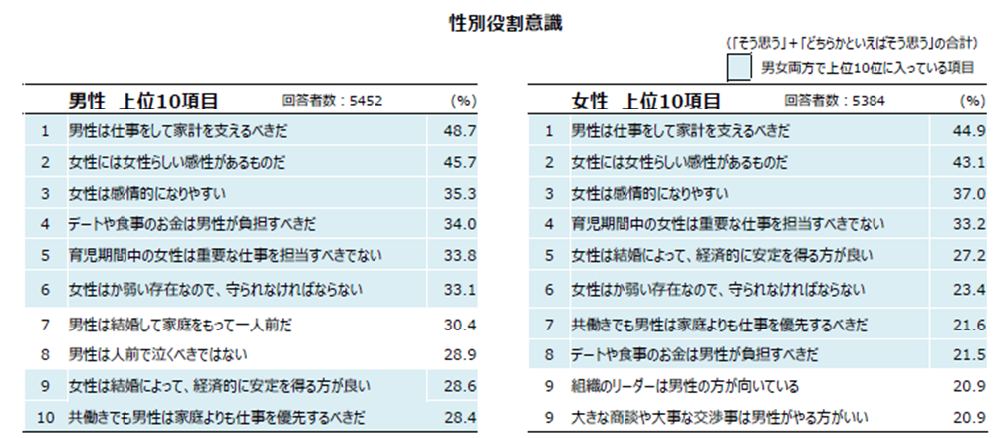 性別役割意識
(「そう思う」+「どちらかといえばそう思う」の合計)
男女両方で上位10位に入っている項目
男性 上位10項目 回答者数:5452 (%)
1 男性は仕事をして家計を支えるべきだ 48.7
2 女性には女性らしい感性があるものだ 45.7
3 女性は感情的になりやすい 35.3
4 デートや食事のお金は男性が負担すべきだ 34.0
5 育児期間中の女性は重要な仕事を担当すべきでない 33.8
6 女性はか弱い存在なので、守られなければならない 33.1
7 男性は結婚して家庭をもって一人前だ 30.4
8 男性は人前で泣くべきではない 28.9
9 女性は結婚によって、経済的に安定を得る方が良い 28.6
10 共働きでも男性は家庭よりも仕事を優先するべきだ 28.4
女性 上位10項目 回答者数:5384 (%)
1 男性は仕事をして家計を支えるべきだ 44.9
2 女性には女性らしい感性があるものだ 43.1
3 女性は感情的になりやすい 37.0
4 育児期間中の女性は重要な仕事を担当すべきでない 33.2
5 女性は結婚によって、経済的に安定を得る方が良い 27.2
6 女性はか弱い存在なので、守られなければならない 23.4
7 共働きでも男性は家庭よりも仕事を優先するべきだ 21.6
8 デートや食事のお金は男性が負担すべきだ 21.5
9 組織のリーダーは男性の方が向いている 20.9
9 大きな商談や大事な交渉事は男性がやる方がいい 20.9